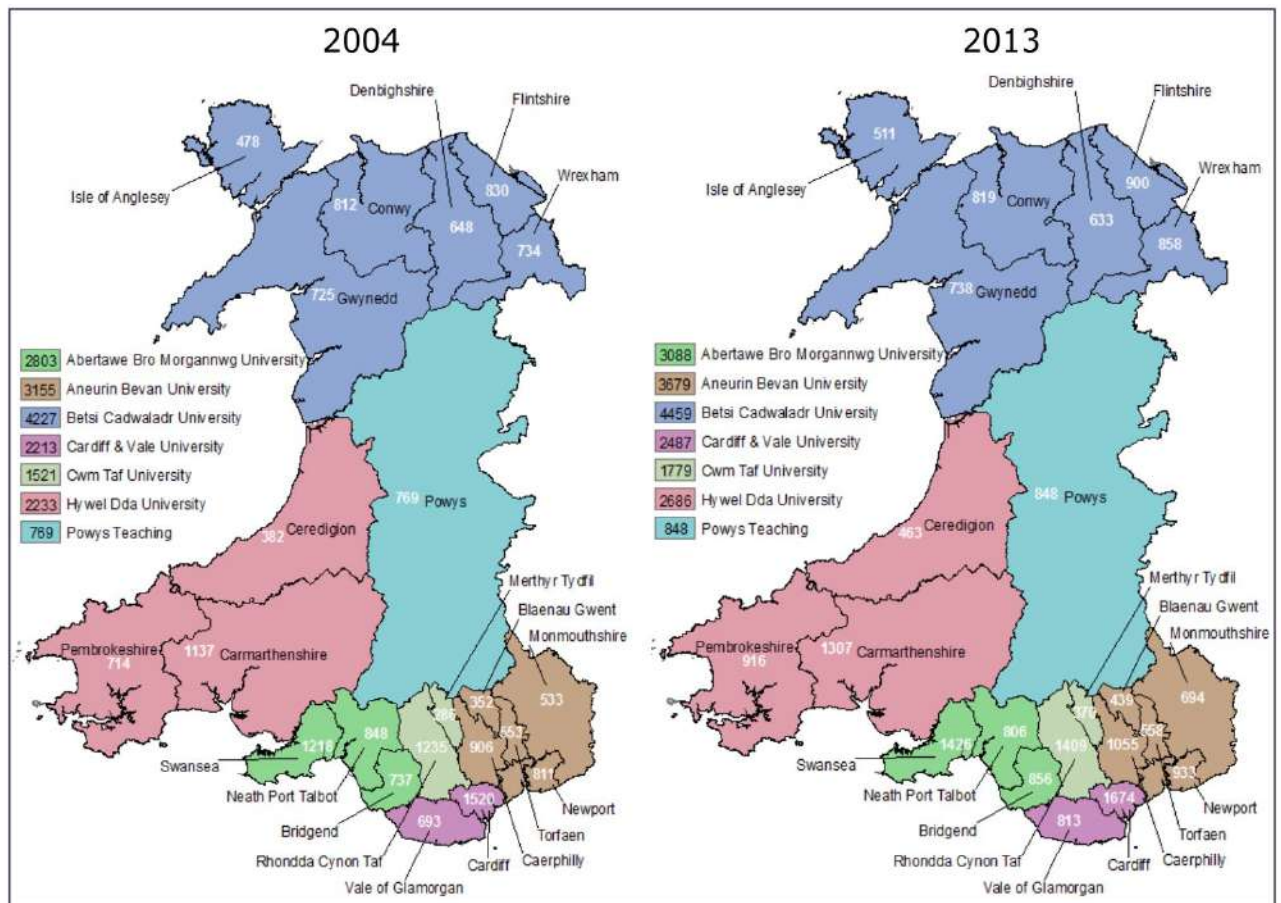 2004
2013
Denbighshire
Flintshire
Wrexham
Isle of Anglesey
478
812
Conwy
830
648
734
725
Gwynedd
2803 Abertawe Bro Morgannwg University
3155 Aneurin Bevan University
4227 Betsi Cadwaladr University
2213 Cardiff & Vale University
1521 Cwm Taf University
2233 Hywel Dda University
769 Powys Teaching
769
Powys
382
Ceredigion
Merthyr Tydfil
Blaenau Gwent
Monmouthshire
Pembrokeshire
714
1137
Carmarthenshire
533
352
286
553
848
1218
1235
906
737
811
1520
693
Swansea
Neath Port Talbot
Bridgend
Rhondda Cynon Taf
Vale of Glamorgan
Cardiff
Caerphilly
Torfaen
Newport
Denbighshire
Flintshire
Wrexham
Isle of Anglesey
511
819
Conwy
900
633
858
738
Gwynedd
3088 Abertawe Bro Morgannwg University
3679 Aneurin Bevan University
4459 Betsi Cadwaladr University
2487 Cardiff & Vale University
1779 Cwm Taf University
2686 Hywel Dda University
848 Powys Teaching
848
Powys
463
Ceredigion
Merthyr Tydfil
Blaenau Gwent
Monmouthshire
Pembrokeshire
916
1307
Carmarthenshire
694
439
370
558
806
1426
1409
1055
856
933
1674
813
Swansea
Neath Port Talbot
Bridgend
Rhondda Cynon Taf
Vale of Glamorgan
Cardiff
Caerphilly
Torfaen
Newport